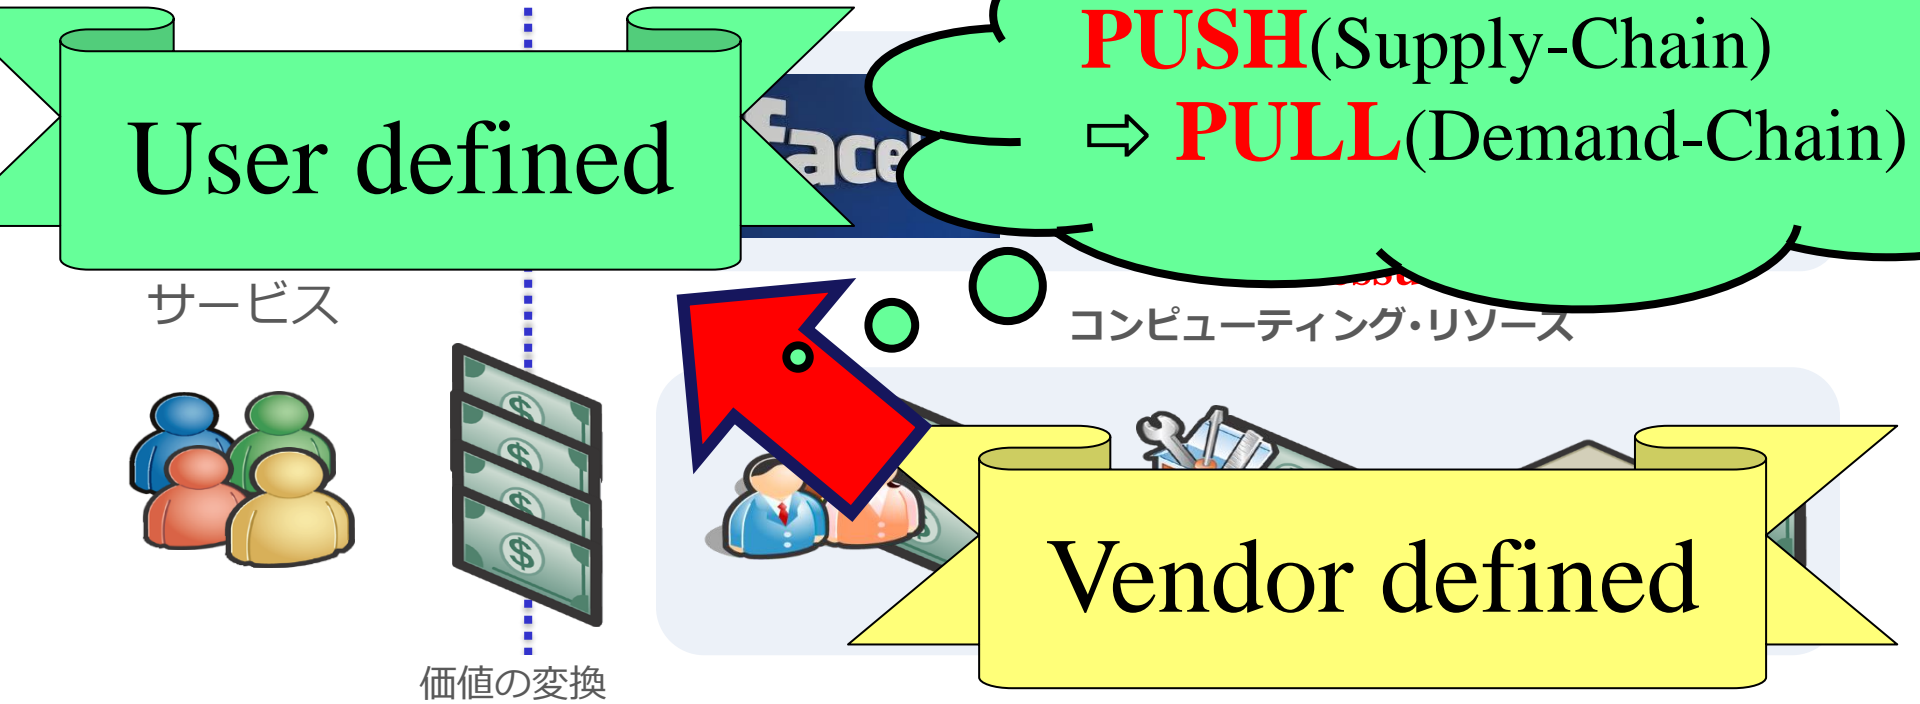 PUSH(Supply-Chain)
⇨ PULL(Demand-Chain)
User defined
サービス
コンピューティング・リソース
Vendor defined
価値の変換